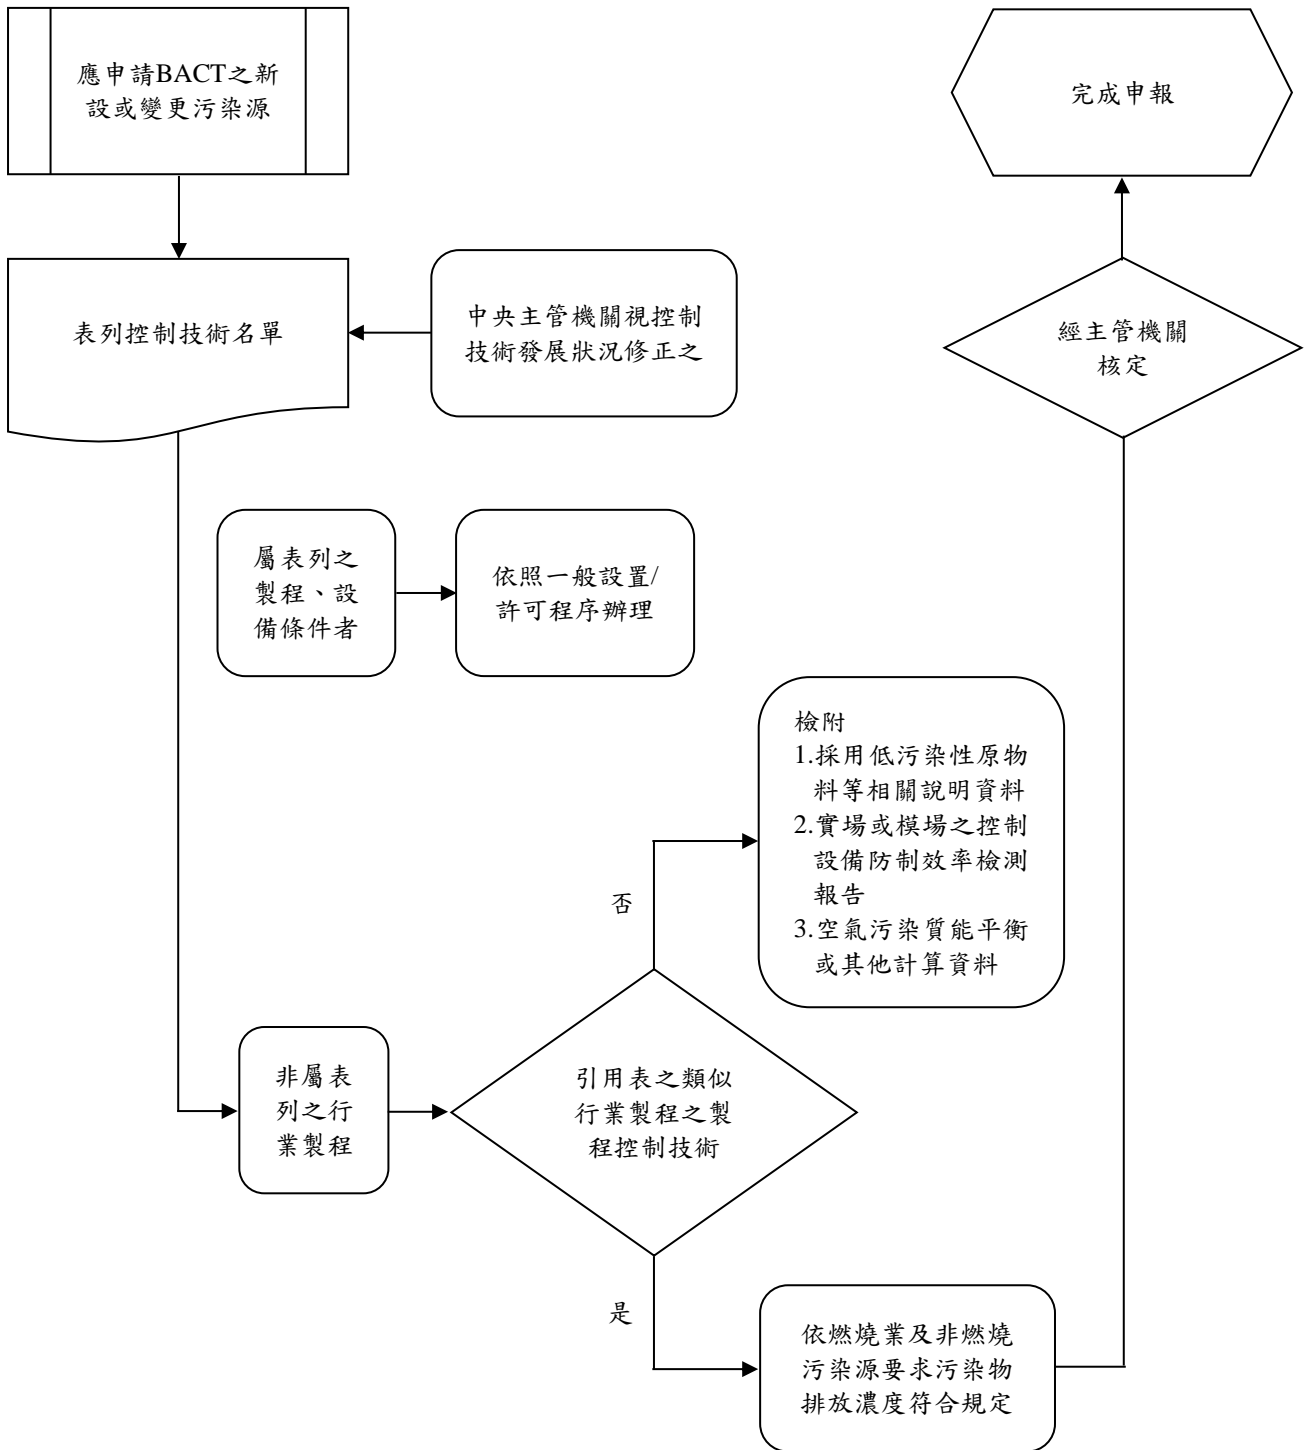 應申請BACT之新
設或變更污染源
完成申報
表列控制技術名單
中央主管機關視控制
技術發展狀況修正之
經主管機關
核定
屬表列之
製程、設
備條件者
依照一般設置/
許可程序辦理
檢附
1.採用低污染性原物
料等相關說明資料
2.實場或模場之控制
設備防制效率檢測
報告
3.空氣污染質能平衡
或其他計算資料
否
非屬表
列之行
業製程
引用表之類似
行業製程之製
程控制技術
是
依燃燒業及非燃燒
污染源要求污染物
排放濃度符合規定